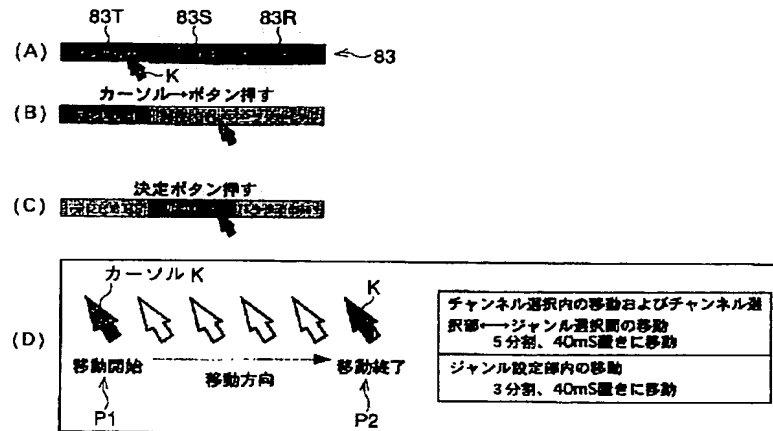 83T 83S 83R
(A) 83
K
カーソル→ボタン押す
(B)
決定ボタン押す
(C)
カーソル K K
(D)
移動開始 移動方向 移動終了
P1 P2
チャンネル選択内の移動およびチャンネル選
択部←→ジャンル選択間の移動
5分割、40mS置きに移動
ジャンル設定部内の移動
3分割、40mS置きに移動